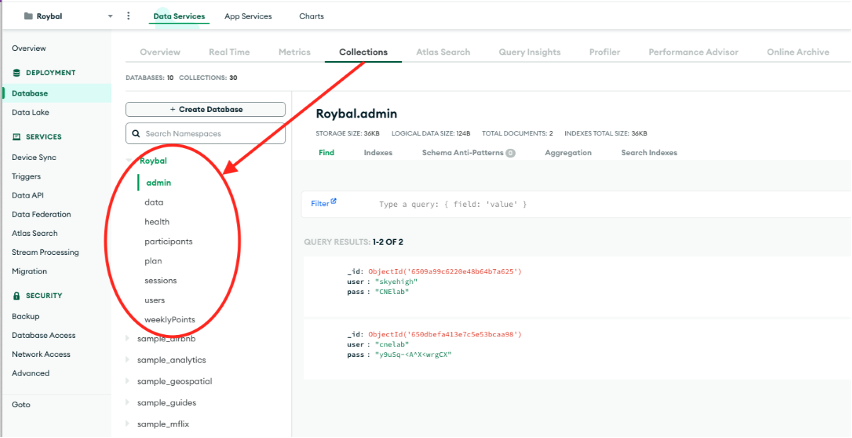 Roybal
Data Services
App Services
Charts
Overview
DEPLOYMENT
Database
Data Lake
SERVICES
Device Sync
Triggers
Data API
Data Federation
Atlas Search
Stream Processing
Migration
SECURITY
Backup
Database Access
Network Access
Advanced
Goto
Overview Real Time Metrics Collections Atlas Search Query Insights Profiler Performance Advisor Online Archive
DATABASES: 10 COLLECTIONS: 30
+ Create Database
Search Namespaces
Roybal
admin
data
health
participants
plan
sessions
users
weeklyPoints
sample_airbnb
sample_analytics
sample_geospatial
sample_guides
sample_mflix
Roybal.admin
STORAGE SIZE: 36KB LOGICAL DATA SIZE: 124B TOTAL DOCUMENTS: 2 INDEXES TOTAL SIZE: 36KB
Find Indexes Schema Anti-Patterns 0 Aggregation Search Indexes
Filter Type a query: { field: 'value' }
QUERY RESULTS: 1-2 OF 2
_id: ObjectId('6509a99c6220e48b64b7a625')
user: "skyehigh"
pass: "CNElab"
_id: ObjectId('650dbefa413e7c5e53bcaa98')
user: "cnelab"
pass: "y9uSq-<A^X<wrgCX"